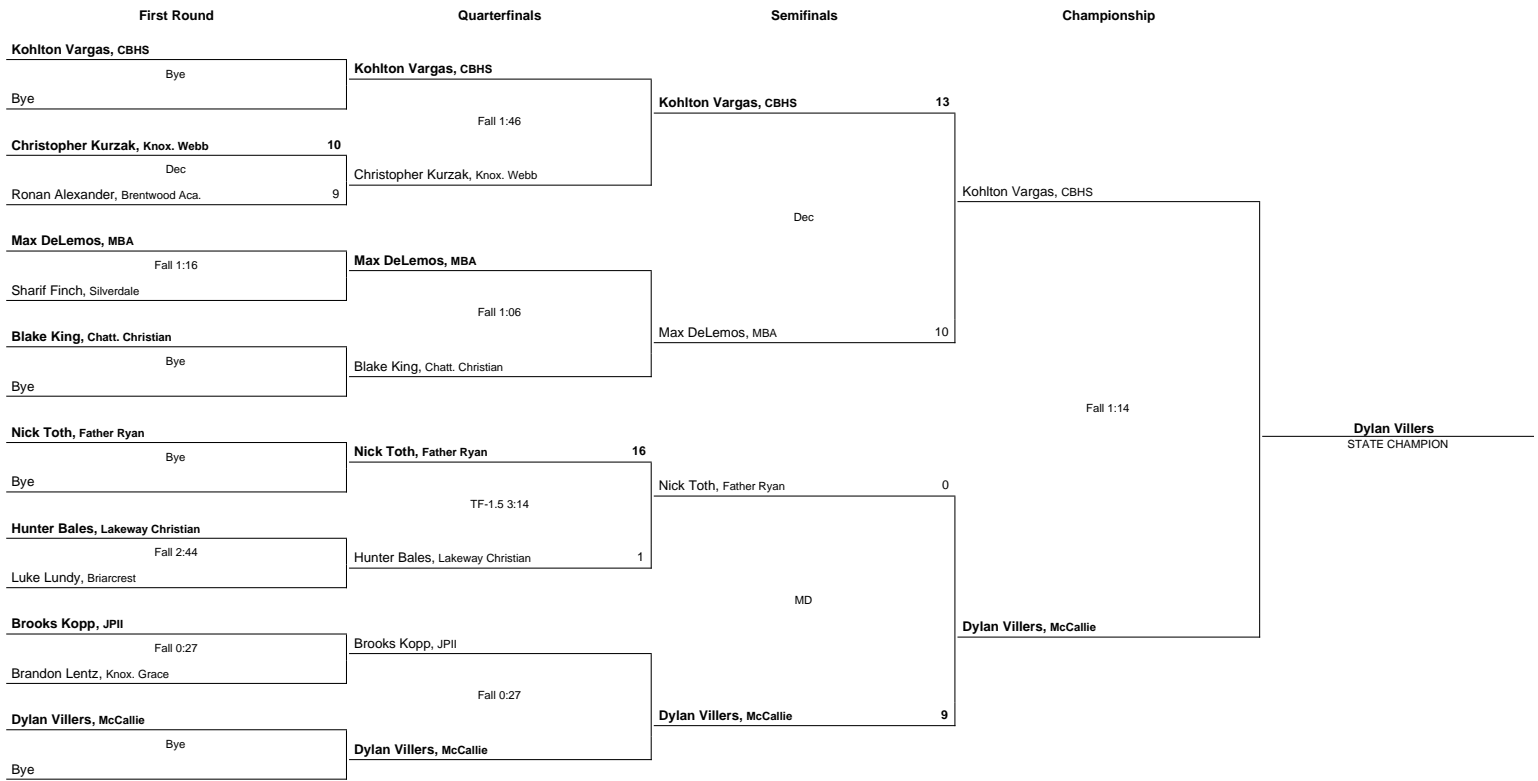 First Round
Quarterfinals
Semifinals
Championship
Kohlton Vargas, CBHS
Bye
Bye
Christopher Kurzak, Knox. Webb 10
Dec
Ronan Alexander, Brentwood Aca. 9
Max DeLemos, MBA
Fall 1:16
Sharif Finch, Silverdale
Blake King, Chatt. Christian
Bye
Bye
Nick Toth, Father Ryan
Bye
Bye
Hunter Bales, Lakeway Christian
Fall 2:44
Luke Lundy, Briarcrest
Brooks Kopp, JPII
Fall 0:27
Brandon Lentz, Knox. Grace
Dylan Villers, McCallie
Bye
Bye
Kohlton Vargas, CBHS
Fall 1:46
Christopher Kurzak, Knox. Webb
Max DeLemos, MBA
Fall 1:06
Blake King, Chatt. Christian
Nick Toth, Father Ryan 16
TF-1.5 3:14
Hunter Bales, Lakeway Christian 1
Brooks Kopp, JPII
Fall 0:27
Dylan Villers, McCallie
Kohlton Vargas, CBHS 13
Dec
Max DeLemos, MBA 10
Nick Toth, Father Ryan 0
MD
Dylan Villers, McCallie 9
Kohlton Vargas, CBHS
Fall 1:14
Dylan Villers, McCallie
Dylan Villers
STATE CHAMPION